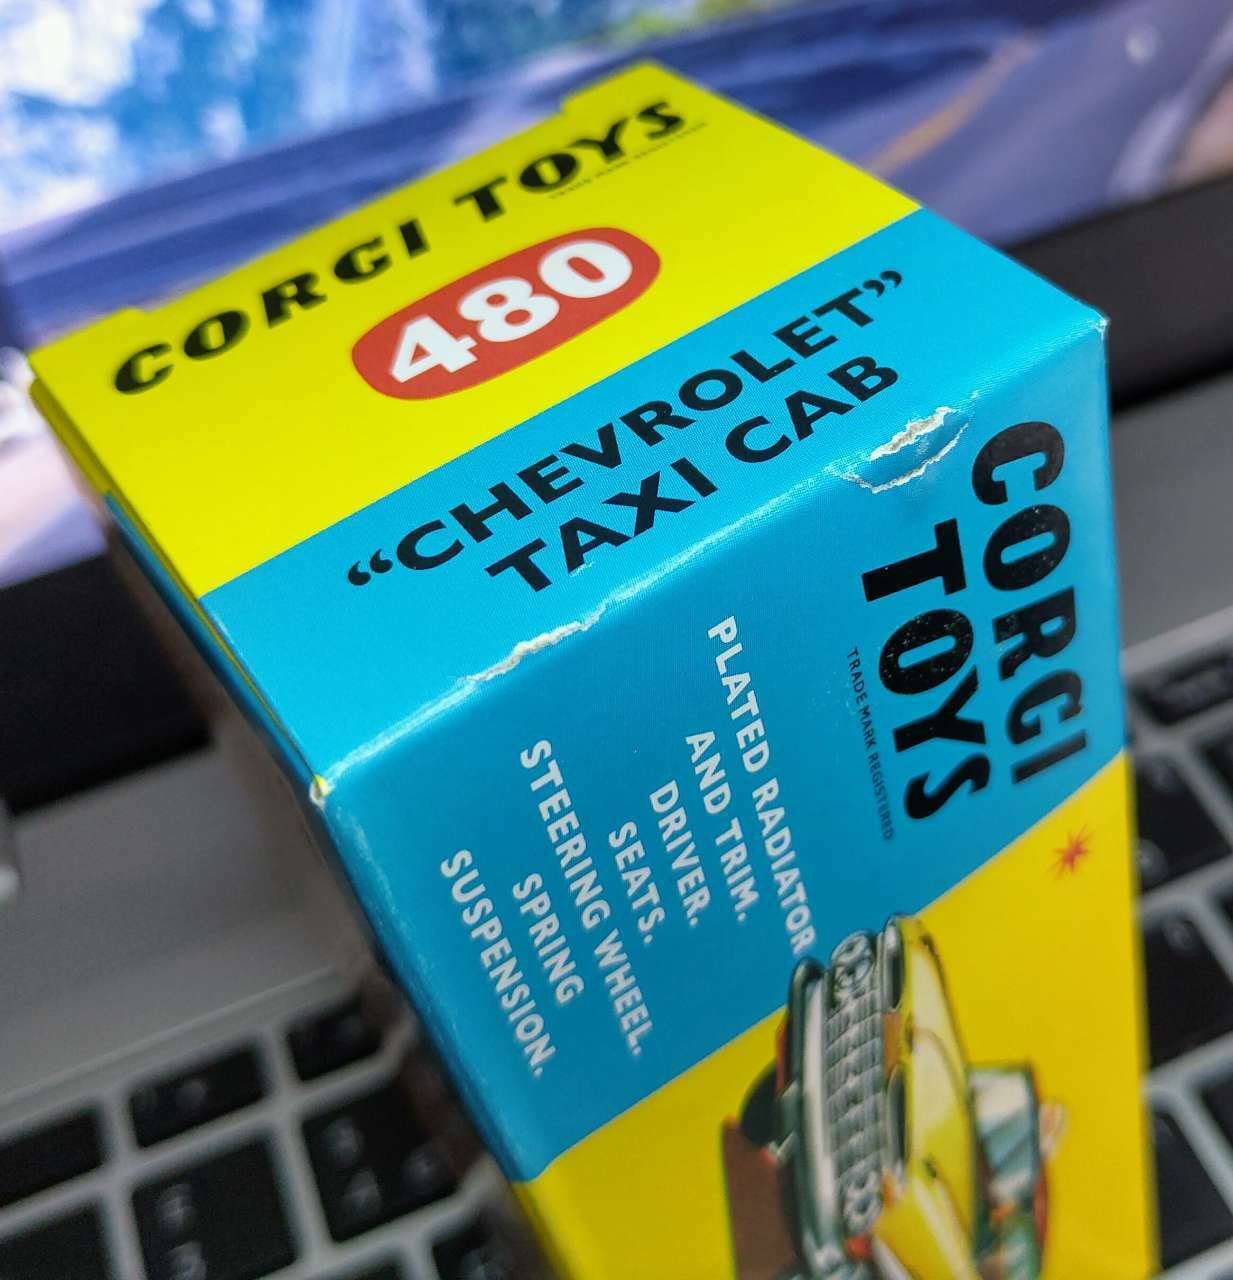 CORGI TOYS
480
“CHEVROLET”
TAXI CAB
CORGI
TOYS
TRADE MARK REGISTERED
PLATED RADIATOR
AND TRIM.
DRIVER.
SEATS.
STEERING WHEEL.
SPRING
SUSPENSION.